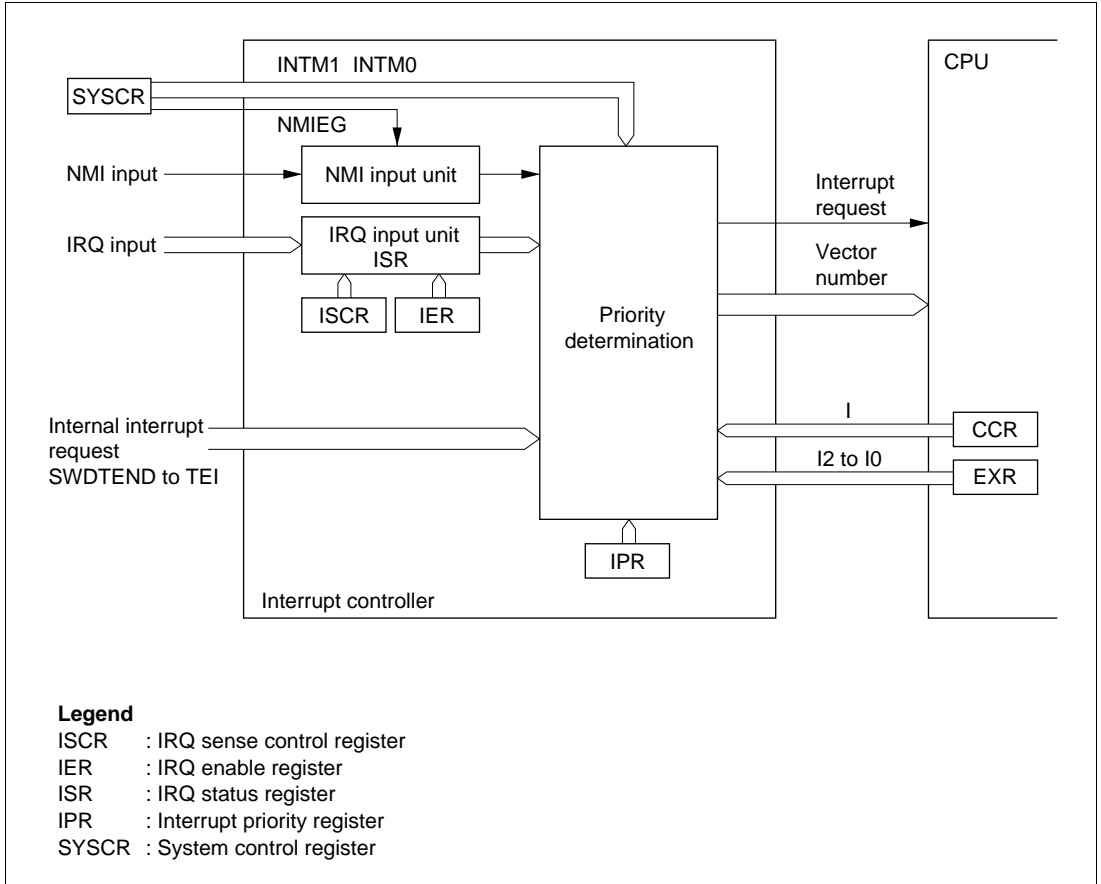 INTM1 INTM0
CPU
SYSCR
NMIEG
NMI input
NMI input unit
Interrupt
request
IRQ input
IRQ input unit
ISR
Vector
number
ISCR
IER
Priority
determination
I
CCR
Internal interrupt
request
SWDTEND to TEI
I2 to I0
EXR
IPR
Interrupt controller
Legend
ISCR : IRQ sense control register
IER : IRQ enable register
ISR : IRQ status register
IPR : Interrupt priority register
SYSCR : System control register